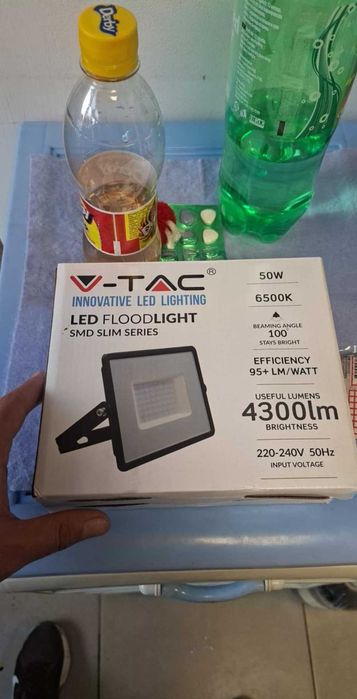 Derby
V-TAC®
INNOVATIVE LED LIGHTING
LED FLOODLIGHT
SMD SLIM SERIES
50W
6500K
BEAMING ANGLE
100°
STAYS BRIGHT
EFFICIENCY
95+ LM/WATT
USEFUL LUMENS
4300lm
BRIGHTNESS
220-240V 50Hz
INPUT VOLTAGE